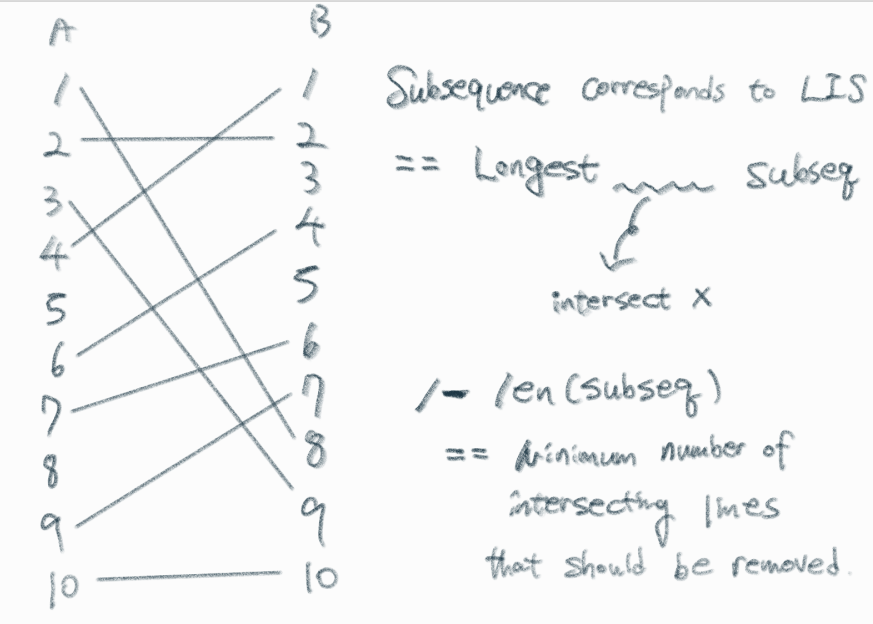 A B
1 1
2 2
3 3
4 4
5 5
6 6
7 7
8 8
9 9
10 10
Subsequence corresponds to LIS
== Longest subseq
intersect X
1 - len(subseq)
== Minimum number of
intersecting lines
that should be removed.